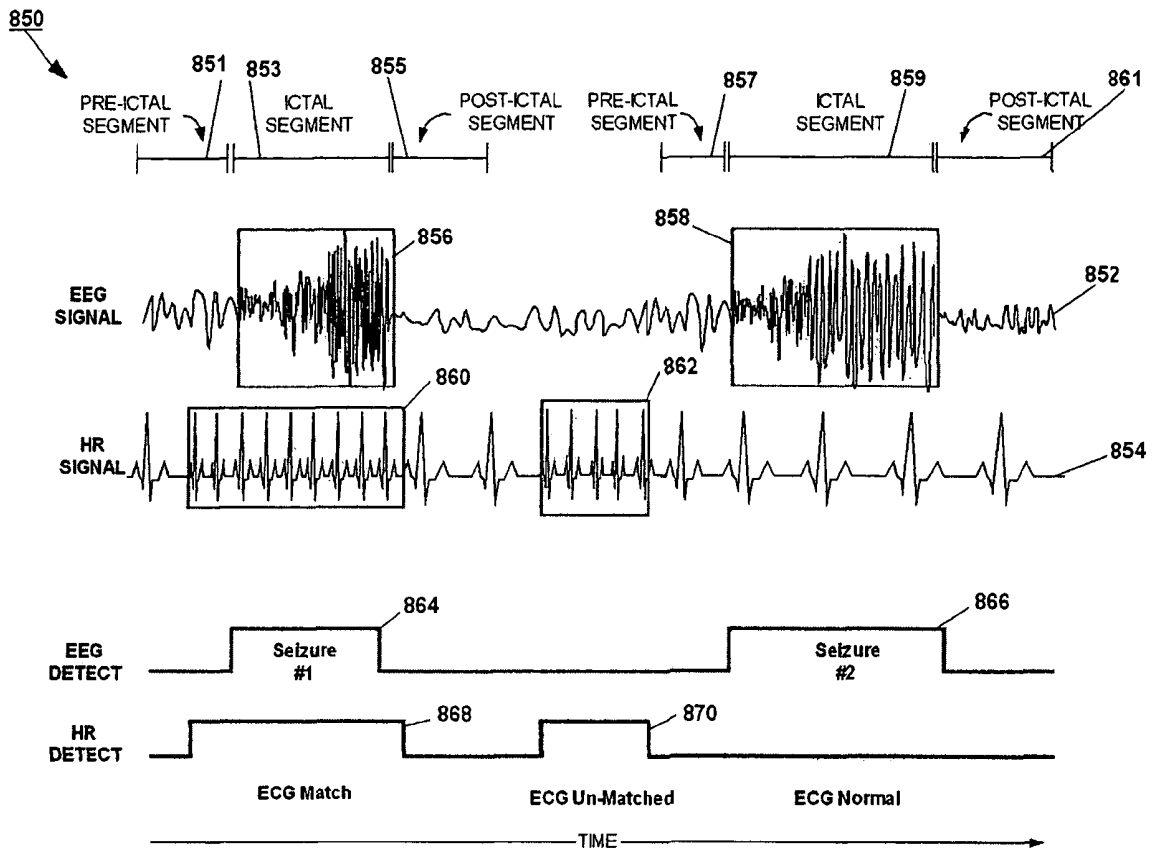 850
851
853
855
857
859
861
PRE-ICTAL
SEGMENT
ICTAL
SEGMENT
POST-ICTAL
SEGMENT
PRE-ICTAL
SEGMENT
ICTAL
SEGMENT
POST-ICTAL
SEGMENT
856
858
852
EEG
SIGNAL
860
862
HR
SIGNAL
854
864
866
EEG
DETECT
Seizure
#1
Seizure
#2
868
870
HR
DETECT
ECG Match
ECG Un-Matched
ECG Normal
TIME